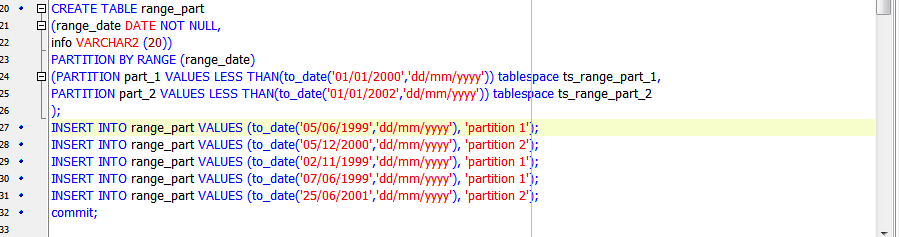 20 CREATE TABLE range_part
21 (range_date DATE NOT NULL,
22 info VARCHAR2 (20))
23 PARTITION BY RANGE (range_date)
24 (PARTITION part_1 VALUES LESS THAN(to_date('01/01/2000','dd/mm/yyyy')) tablespace ts_range_part_1,
25 PARTITION part_2 VALUES LESS THAN(to_date('01/01/2002','dd/mm/yyyy')) tablespace ts_range_part_2
26 );
27 INSERT INTO range_part VALUES (to_date('05/06/1999','dd/mm/yyyy'), 'partition 1');
28 INSERT INTO range_part VALUES (to_date('05/12/2000','dd/mm/yyyy'), 'partition 2');
29 INSERT INTO range_part VALUES (to_date('02/11/1999','dd/mm/yyyy'), 'partition 1');
30 INSERT INTO range_part VALUES (to_date('07/06/1999','dd/mm/yyyy'), 'partition 1');
31 INSERT INTO range_part VALUES (to_date('25/06/2001','dd/mm/yyyy'), 'partition 2');
32 commit;
33